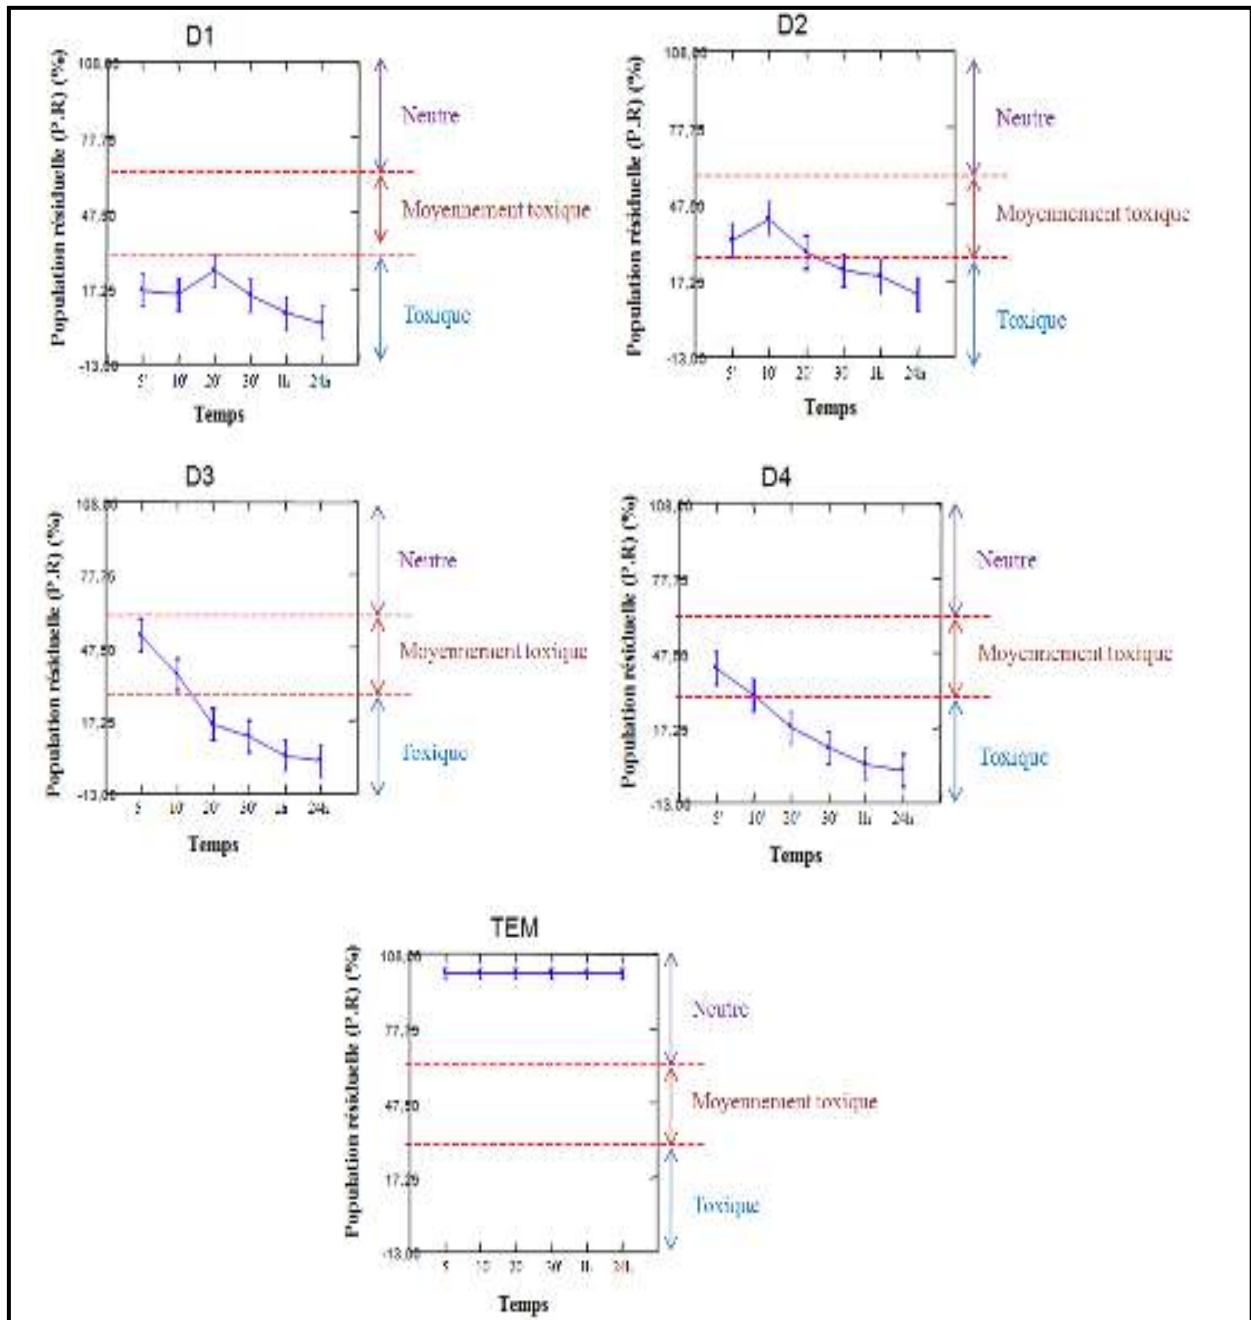 D1
Population résiduelle (P.R) (%)
108,00
77,75
47,50
17,25
-13,00
5'
10'
20'
30'
1h
24h
Temps
Neutre
Moyennement toxique
Toxique
D2
Population résiduelle (P.R) (%)
108,00
77,75
47,50
17,25
-13,00
5'
10'
20'
30
1h
24h
Temps
Neutre
Moyennement toxique
Toxique
D3
Population résiduelle (P.R) (%)
108,00
77,75
47,50
17,25
-13,00
5'
10'
20'
30'
1h
24h
Temps
Neutre
Moyennement toxique
Toxique
D4
Population résiduelle (P.R) (%)
108,00
77,75
47,50
17,25
-13,00
5'
10'
20'
30'
1h
24h
Temps
Neutre
Moyennement toxique
Toxique
TEM
Population résiduelle (P.R) (%)
108,00
77,75
47,50
17,25
-13,00
5
10'
20'
30'
1h
24h
Temps
Neutre
Moyennement toxique
Toxique